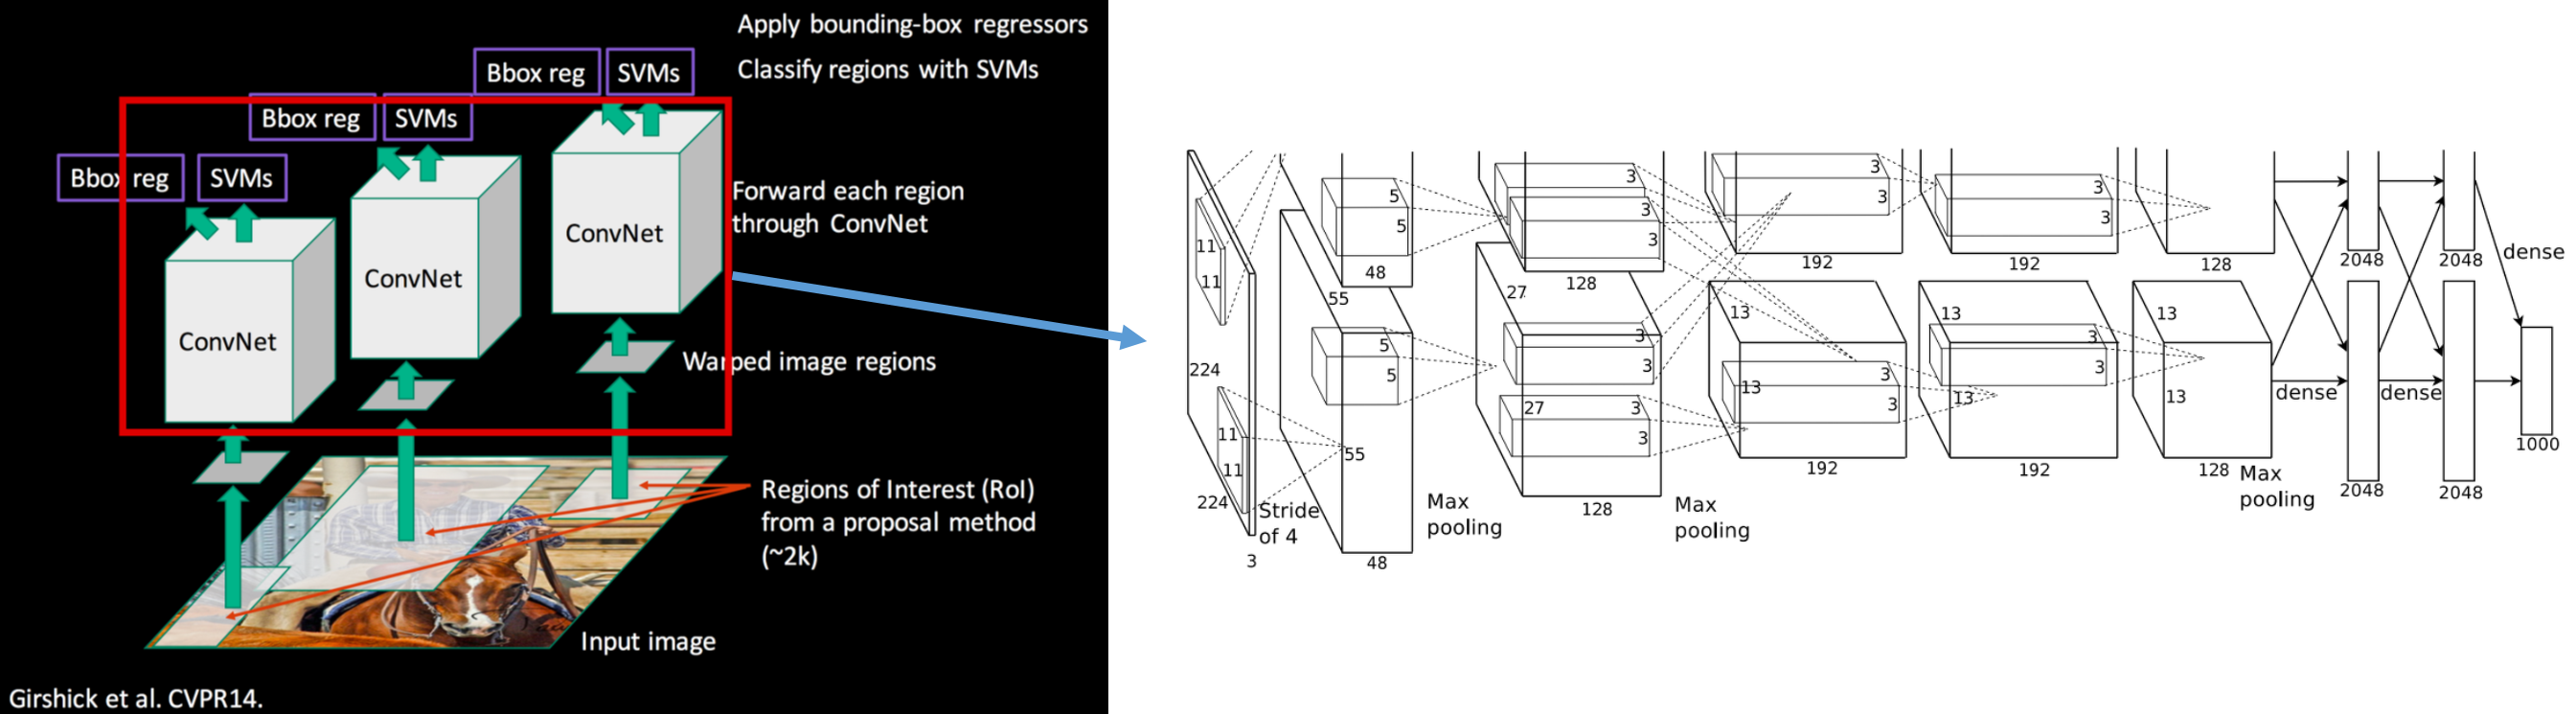 Apply bounding-box regressors
Bbox reg
SVMs
Classify regions with SVMs
Bbox reg
SVMs
Bbox reg
SVMs
Forward each region
through ConvNet
ConvNet
ConvNet
ConvNet
Warped image regions
Regions of Interest (RoI)
from a proposal method
(~2k)
Input image
Girshick et al. CVPR14.
11
11
224
11
11
224
3
Stride
of 4
5
5
48
55
5
5
55
48
Max
pooling
3
3
3
128
27
3
3
27
3
3
128
Max
pooling
3
3
192
13
3
13
3
192
3
3
192
13
3
3
13
192
128
13
13
128
Max
pooling
2048
2048
dense
dense
dense
2048
2048
1000